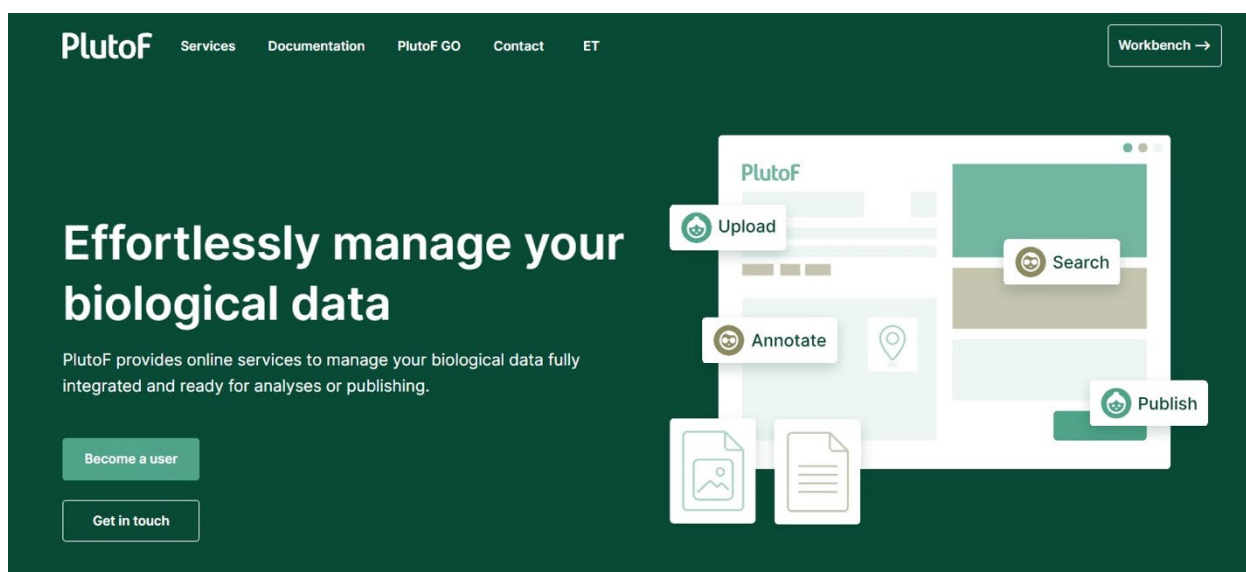 PlutoF Services Documentation PlutoF GO Contact ET Workbench →
PlutoF
Upload
Search
Annotate
Publish
Effortlessly manage your
biological data
PlutoF provides online services to manage your biological data fully
integrated and ready for analyses or publishing.
Become a user
Get in touch